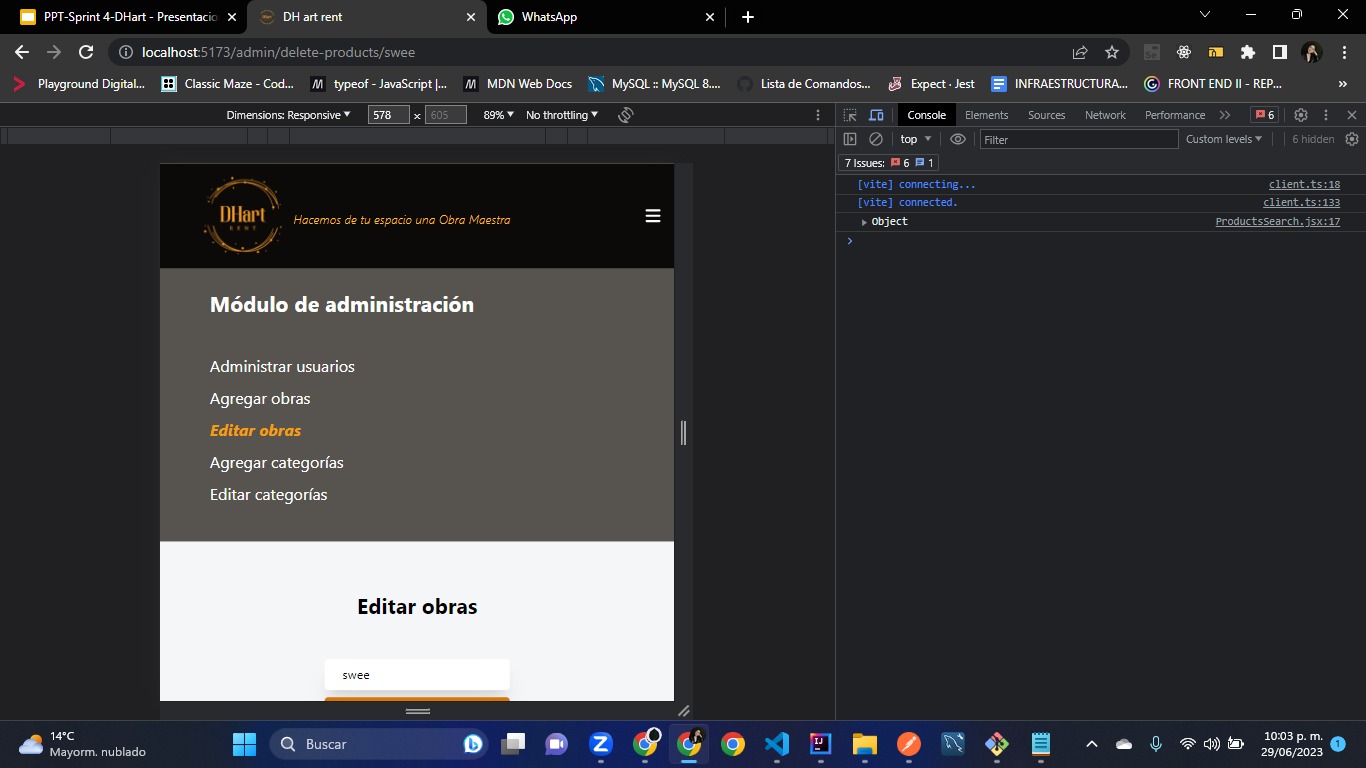 PPT-Sprint 4-DHart - Presentacio
DH art rent
WhatsApp
localhost:5173/admin/delete-products/swee
Playground Digital...
Classic Maze - Cod...
typeof - JavaScript |...
MDN Web Docs
MySQL :: MySQL 8....
Lista de Comandos...
Expect · Jest
INFRAESTRUCTURA...
FRONT END II - REP...
»
Dimensions: Responsive
578
×
605
89%
No throttling
Console
Elements
Sources
Network
Performance
6
top
Filter
Custom levels
6 hidden
7 Issues:
6
1
[vite] connecting...
client.ts:18
[vite] connected.
client.ts:133
Object
ProductsSearch.jsx:17
DHart
RENT
Hacemos de tu espacio una Obra Maestra
Módulo de administración
Administrar usuarios
Agregar obras
Editar obras
Agregar categorías
Editar categorías
Editar obras
swee
14°C
Mayorm. nublado
Buscar
10:03 p. m.
29/06/2023
1